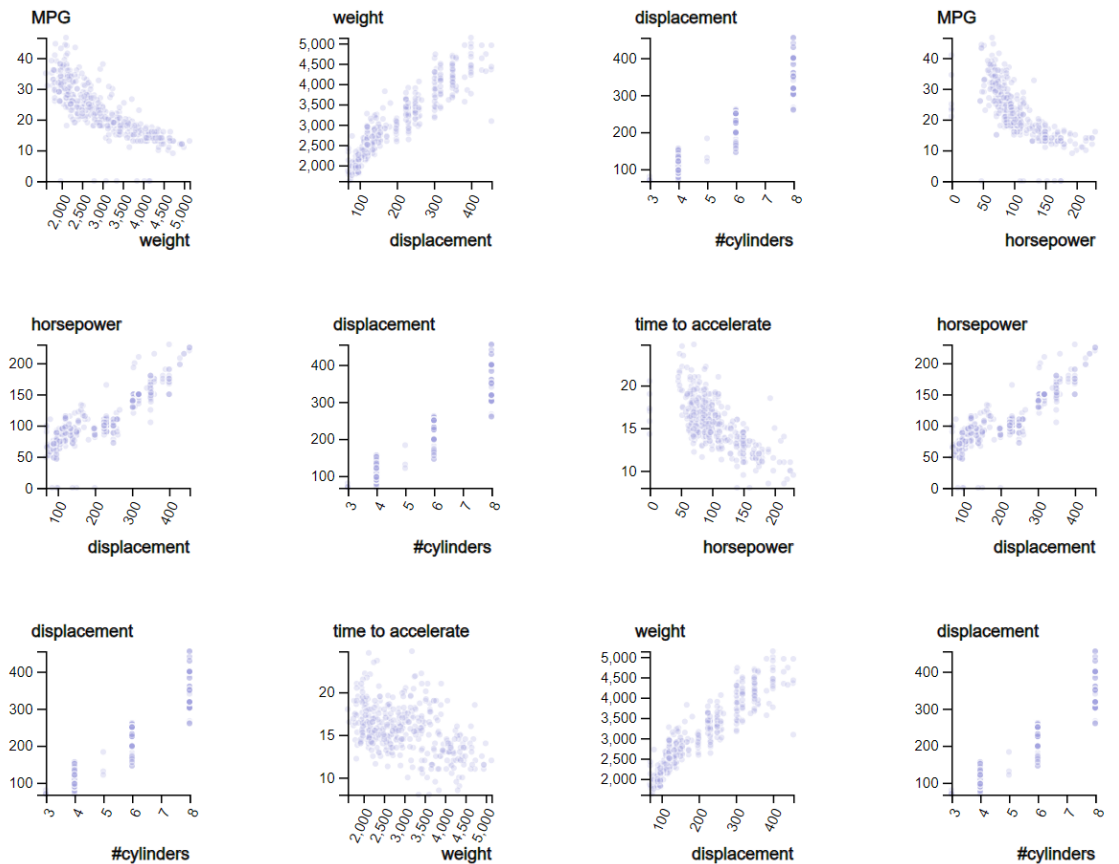 MPG weight displacement MPG
40 30 20 10 0
2,000 2,500 3,000 3,500 4,000 4,500 5,000
weight
5,000 4,500 4,000 3,500 3,000 2,500 2,000
100 200 300 400
displacement
400 300 200 100
3 4 5 6 7 8
#cylinders
40 30 20 10 0
0 50 100 150 200
horsepower
horsepower displacement time to accelerate horsepower
200 150 100 50 0
100 200 300 400
displacement
400 300 200 100
3 4 5 6 7 8
#cylinders
20 15 10
0 50 100 150 200
horsepower
200 150 100 50 0
100 200 300 400
displacement
displacement time to accelerate weight displacement
400 300 200 100
3 4 5 6 7 8
#cylinders
20 15 10
2,000 2,500 3,000 3,500 4,000 4,500 5,000
weight
5,000 4,500 4,000 3,500 3,000 2,500 2,000
100 200 300 400
displacement
400 300 200 100
3 4 5 6 7 8
#cylinders